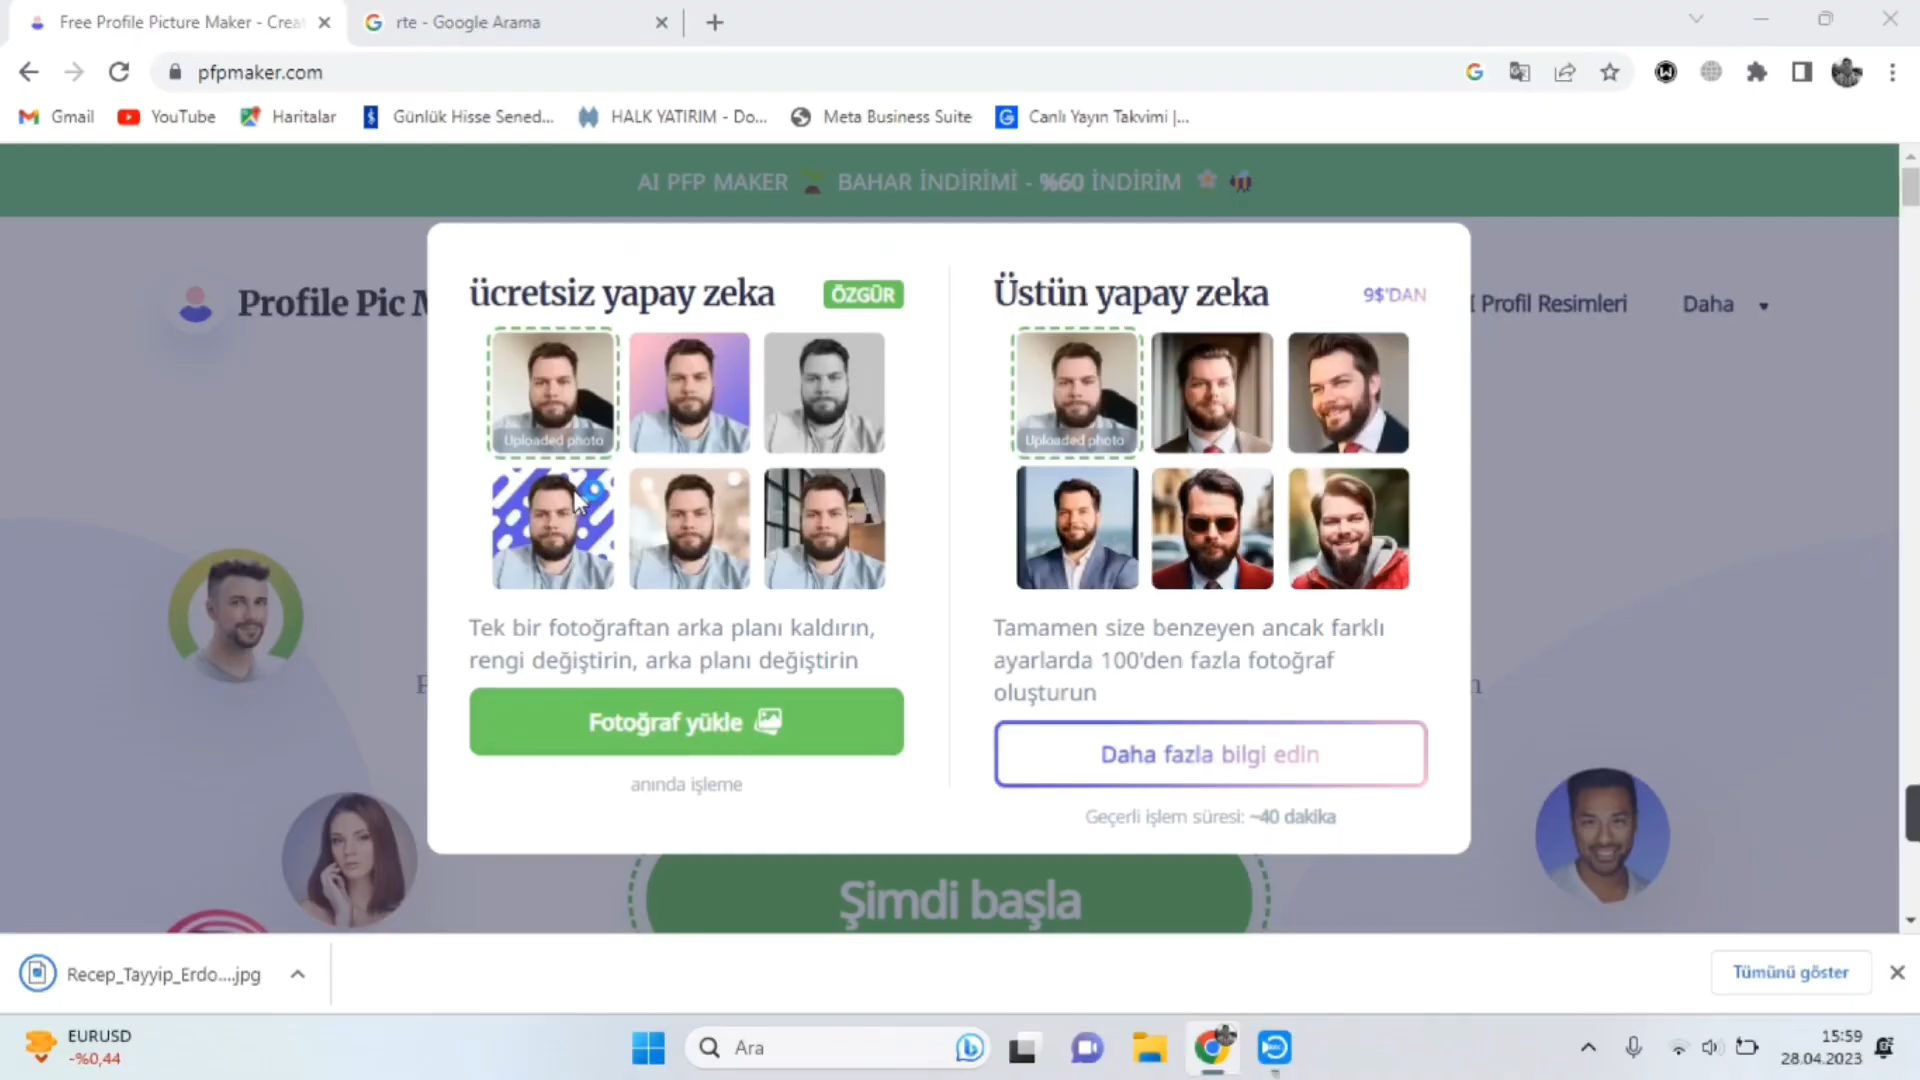 Free Profile Picture Maker - Crea
rte - Google Arama
pfpmaker.com
Gmail
YouTube
Haritalar
Günlük Hisse Sened...
HALK YATIRIM - Do...
Meta Business Suite
Canlı Yayın Takvimi |...
AI PFP MAKER BAHAR İNDİRİMİ - %60 İNDİRİM
Profile Pic M
I Profil Resimleri
Daha
ücretsiz yapay zeka
ÖZGÜR
Uploaded photo
Tek bir fotoğraftan arka planı kaldırın,
rengi değiştirin, arka planı değiştirin
Fotoğraf yükle
anında işleme
Üstün yapay zeka
9$'DAN
Uploaded photo
Tamamen size benzeyen ancak farklı
ayarlarda 100'den fazla fotoğraf
oluşturun
Daha fazla bilgi edin
Geçerli işlem süresi: ~40 dakika
Şimdi başla
Recep_Tayyip_Erdo....jpg
Tümünü göster
EURUSD
-%0,44
Ara
15:59
28.04.2023